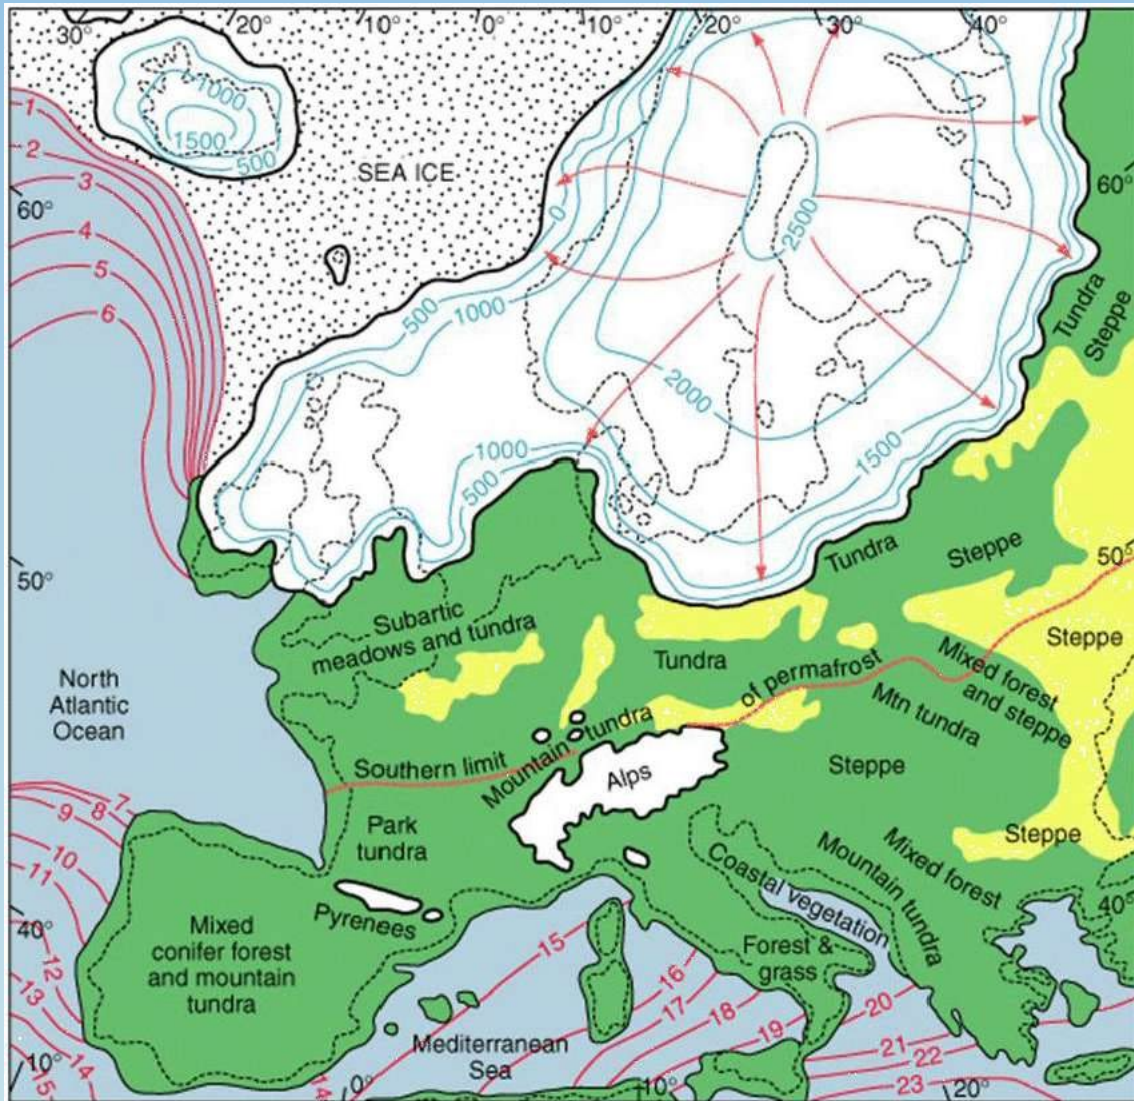 30°
20°
10°
0°
10°
20°
30°
40°
1000
1500
500
SEA ICE
1
2
3
4
5
6
60°
60°
0
2500
500
1000
2000
1500
1000
500
Tundra
Steppe
50°
50°
Tundra
Steppe
Subartic
meadows and tundra
Tundra
of permafrost
Steppe
Mixed forest
and steppe
Mtn tundra
North
Atlantic
Ocean
Southern limit
Mountain tundra
Alps
Steppe
7
8
9
10
11
12
13
14
15
Park
tundra
Steppe
Mixed forest
Mountain tundra
Coastal vegetation
Pyrenees
40°
40°
Mixed
conifer forest
and mountain
tundra
Forest &
grass
15
16
17
18
19
20
21
22
23
Mediterranean
Sea
10°
14
0°
10°
20°